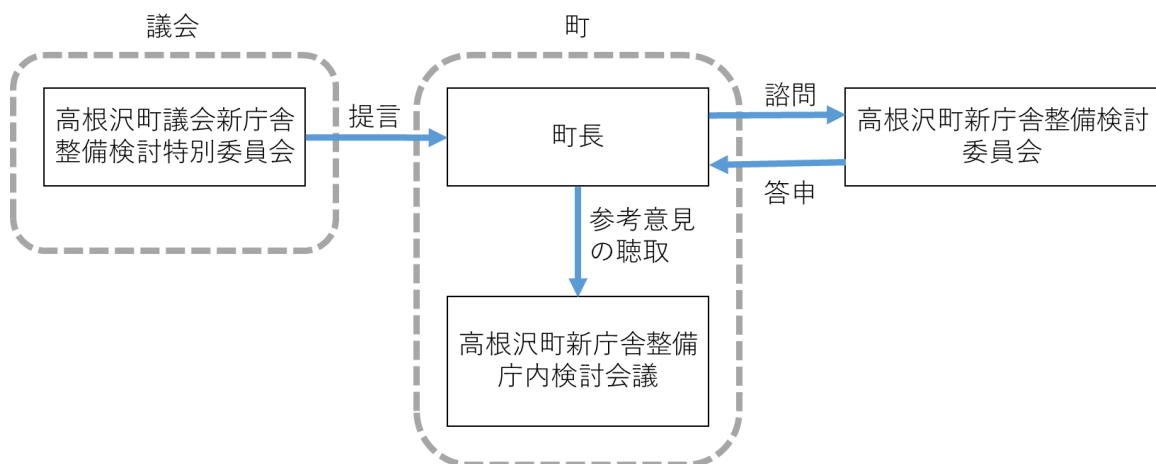 議会
町
高根沢町議会新庁舎
整備検討特別委員会
提言
町長
諮問
高根沢町新庁舎整備検討
委員会
答申
参考意見
の聴取
高根沢町新庁舎整備
庁内検討会議